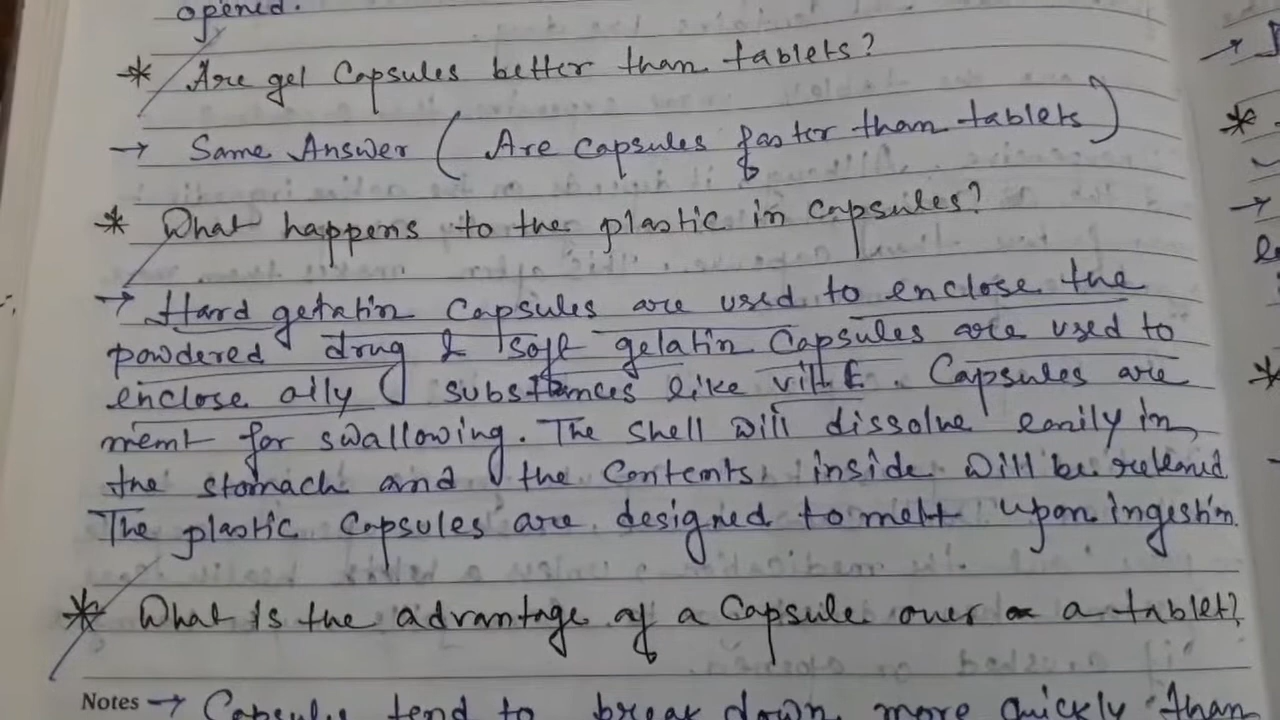 opened.
* Are gel Capsules better than tablets?
→ Same Answer (Are capsules faster than tablets)
* What happens to the plastic in capsules?
→ Hard getatin Capsules are used to enclose the
powdered drug & soft gelatin Capsules are used to
enclose oily substances like vit E. Capsules are
ment for swallowing. The shell will dissolve easily in
the stomach and the contents inside will be released
The plastic capsules are designed to melt upon ingestion.
* What is the advantage of a Capsule over a tablet?
Notes → Capsules tend to break down more quickly than